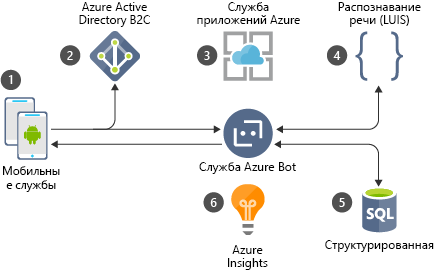 Azure Active
Directory B2C
Служба
приложений Azure
Распознавание
речи (LUIS)
1
2
3
4
Мобильны
е службы
Служба Azure Bot
6
5
SQL
Azure
Insights
Структурированная